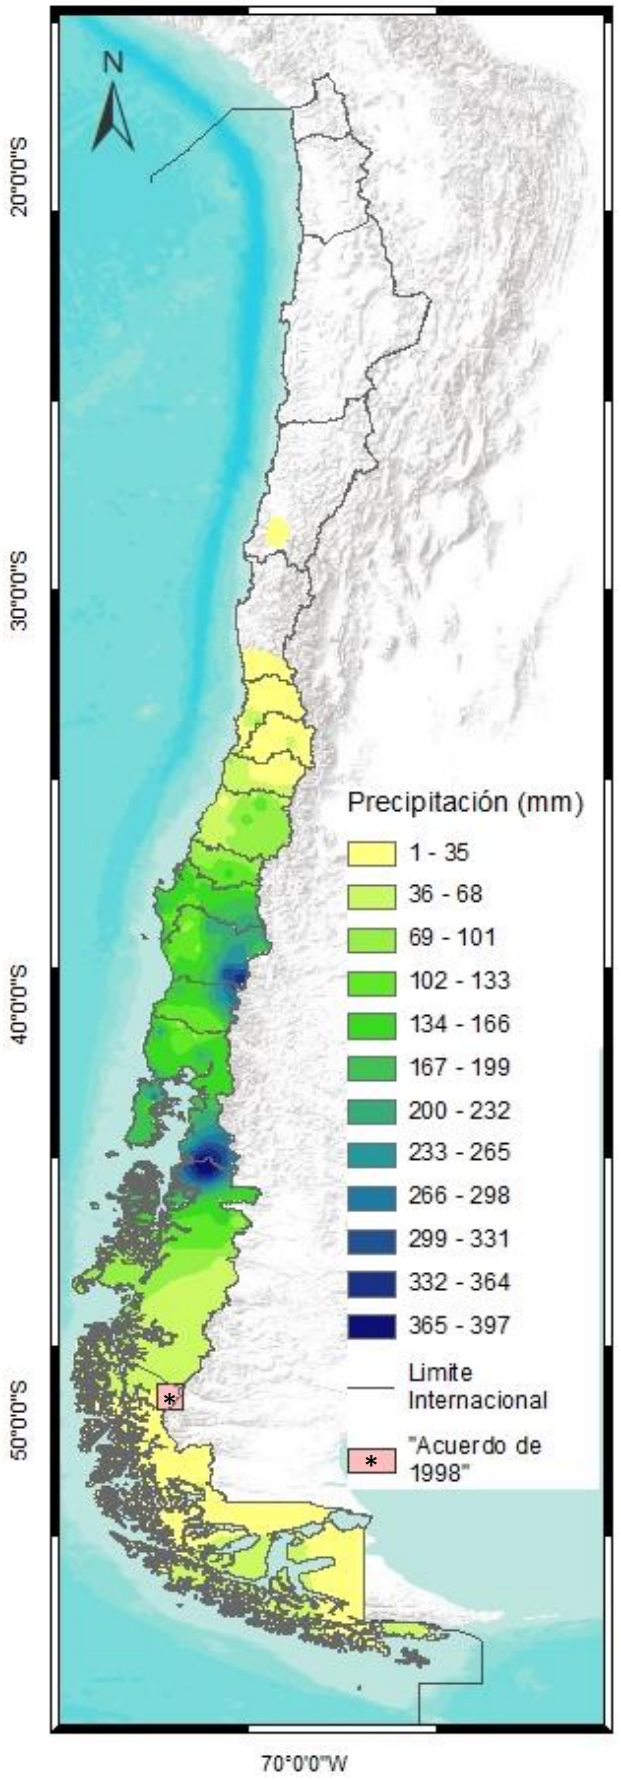 N
20°0'0"S
30°0'0"S
40°0'0"S
50°0'0"S
Precipitación (mm)
1 - 35
36 - 68
69 - 101
102 - 133
134 - 166
167 - 199
200 - 232
233 - 265
266 - 298
299 - 331
332 - 364
365 - 397
Limite
Internacional
*
*
"Acuerdo de
1998"
70°0'0"W